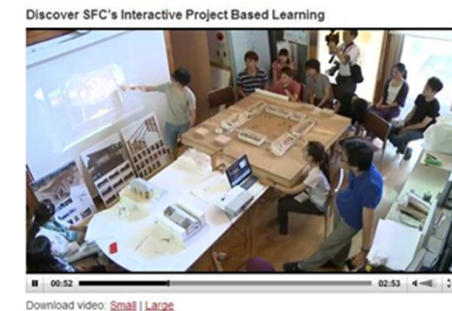 Discover SFC's Interactive Project Based Learning
00:52 02:53
Download video: Small | Large